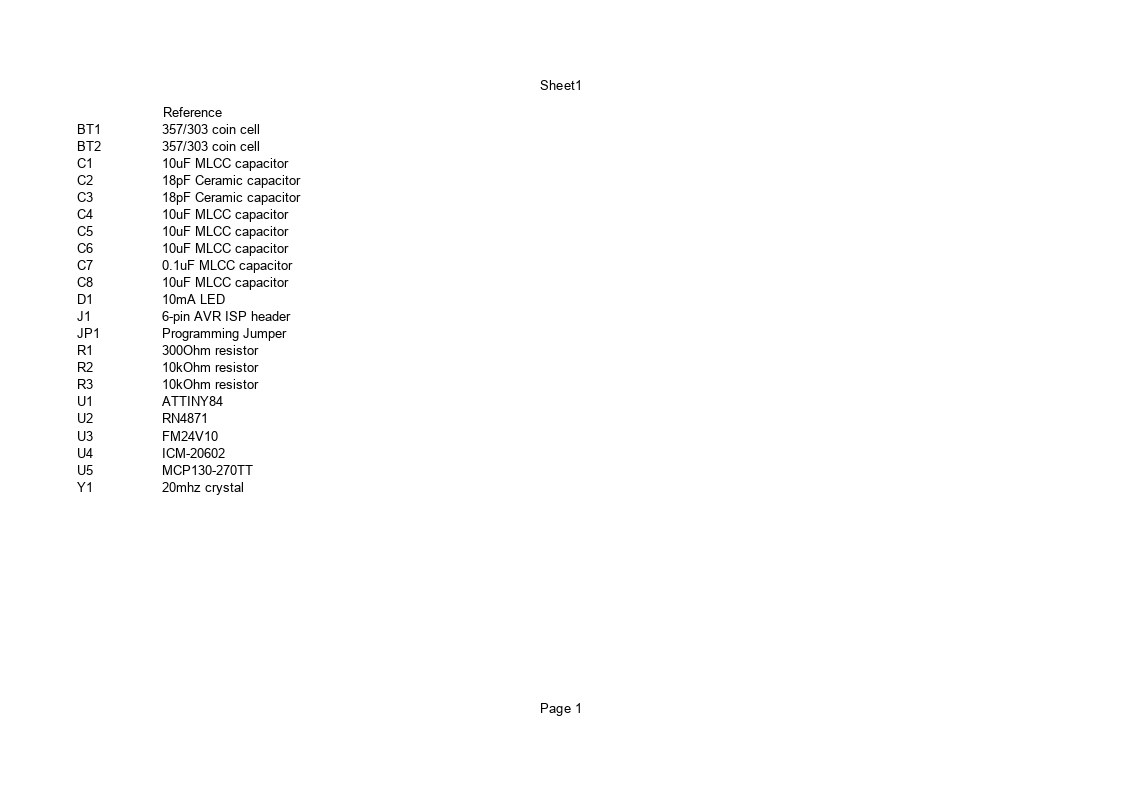 Sheet1
Reference
BT1 357/303 coin cell
BT2 357/303 coin cell
C1 10uF MLCC capacitor
C2 18pF Ceramic capacitor
C3 18pF Ceramic capacitor
C4 10uF MLCC capacitor
C5 10uF MLCC capacitor
C6 10uF MLCC capacitor
C7 0.1uF MLCC capacitor
C8 10uF MLCC capacitor
D1 10mA LED
J1 6-pin AVR ISP header
JP1 Programming Jumper
R1 300Ohm resistor
R2 10kOhm resistor
R3 10kOhm resistor
U1 ATTINY84
U2 RN4871
U3 FM24V10
U4 ICM-20602
U5 MCP130-270TT
Y1 20mhz crystal
Page 1